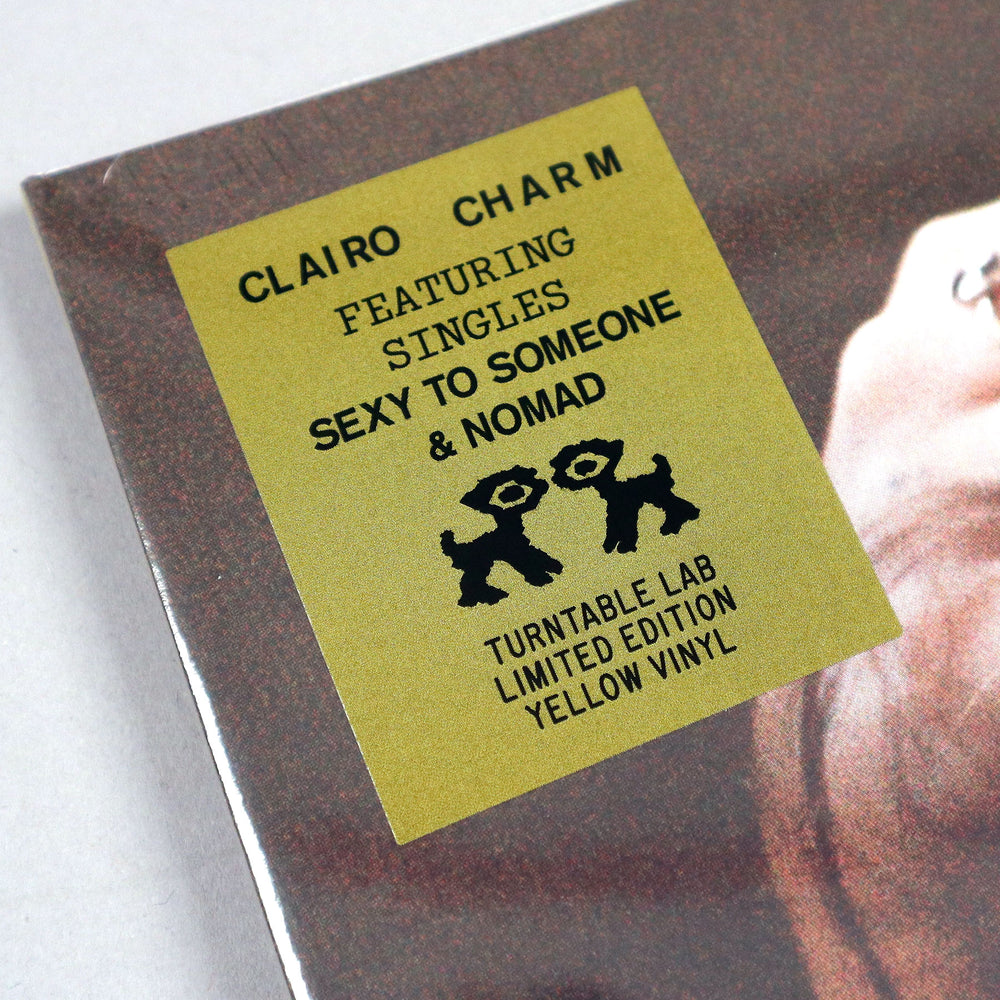 CLAIRO CHARM
FEATURING
SINGLES
SEXY TO SOMEONE
& NOMAD
TURNTABLE LAB
LIMITED EDITION
YELLOW VINYL